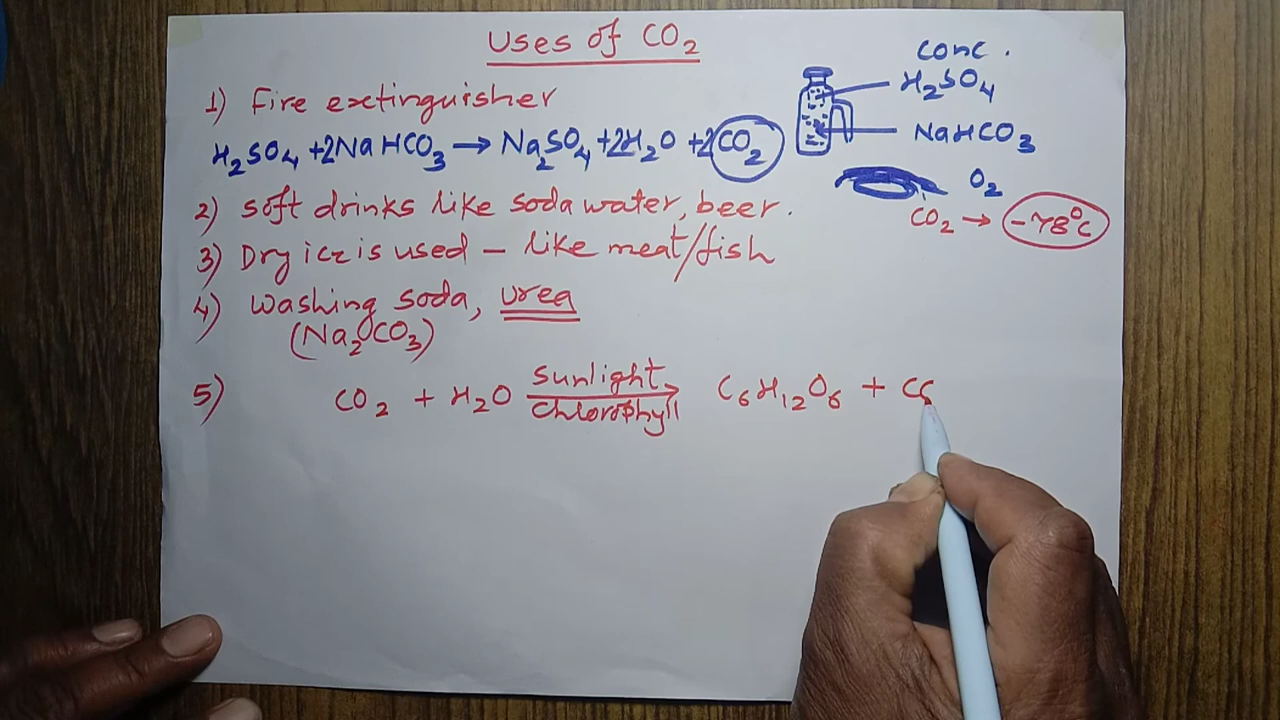 Uses of CO2
1) Fire extinguisher
H2SO4 +2NaHCO3 → Na2SO4 +2H2O +2CO2
conc.
H2SO4
NaHCO3
O2
CO2 → -78°C
2) Soft drinks like soda water, beer.
3) Dry ice is used – like meat/fish
4) Washing soda, urea
(Na2CO3)
5) CO2 + H2O sunlight → C6H12O6 +
chlorophyll